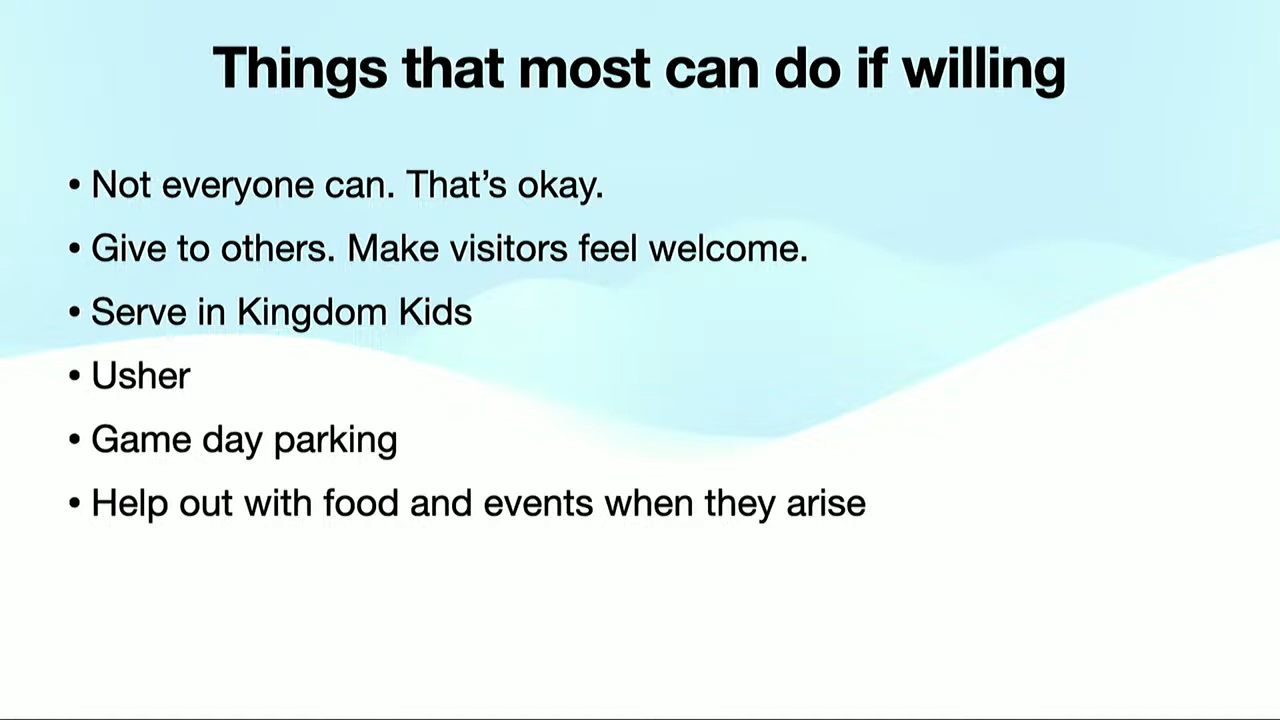 Things that most can do if willing
• Not everyone can. That’s okay.
• Give to others. Make visitors feel welcome.
• Serve in Kingdom Kids
• Usher
• Game day parking
• Help out with food and events when they arise